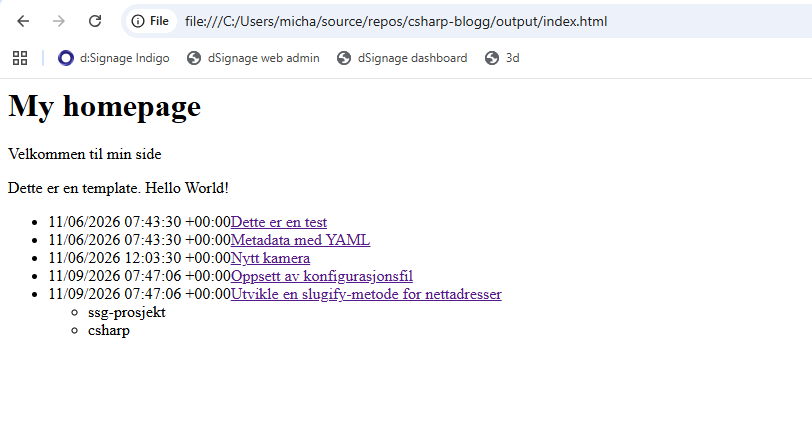 File file:///C:/Users/micha/source/repos/csharp-blogg/output/index.html
d:Signage Indigo dSignage web admin dSignage dashboard 3d
My homepage
Velkommen til min side
Dette er en template. Hello World!
11/06/2026 07:43:30 +00:00Dette er en test
11/06/2026 07:43:30 +00:00Metadata med YAML
11/06/2026 12:03:30 +00:00Nytt kamera
11/09/2026 07:47:06 +00:00Oppsett av konfigurasjonsfil
11/09/2026 07:47:06 +00:00Utvikle en slugify-metode for nettadresser
ssg-prosjekt
csharp